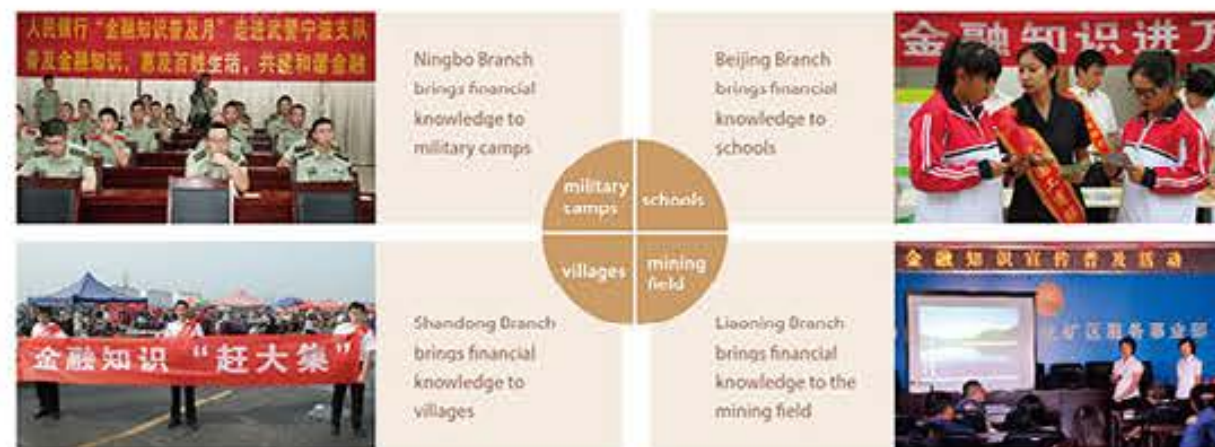 人民银行“金融知识普及月”走进武警宁波支队
普及金融知识，惠及百姓生活，共建和谐金融
Ningbo Branch
brings financial
knowledge to
military camps
Beijing Branch
brings financial
knowledge to
schools
金融知识进万
military
camps
schools
villages
mining
field
金融知识“赶大集”
Shandong Branch
brings financial
knowledge to
villages
Liaoning Branch
brings financial
knowledge to the
mining field
金融知识宣传普及活动
矿区服务事业部